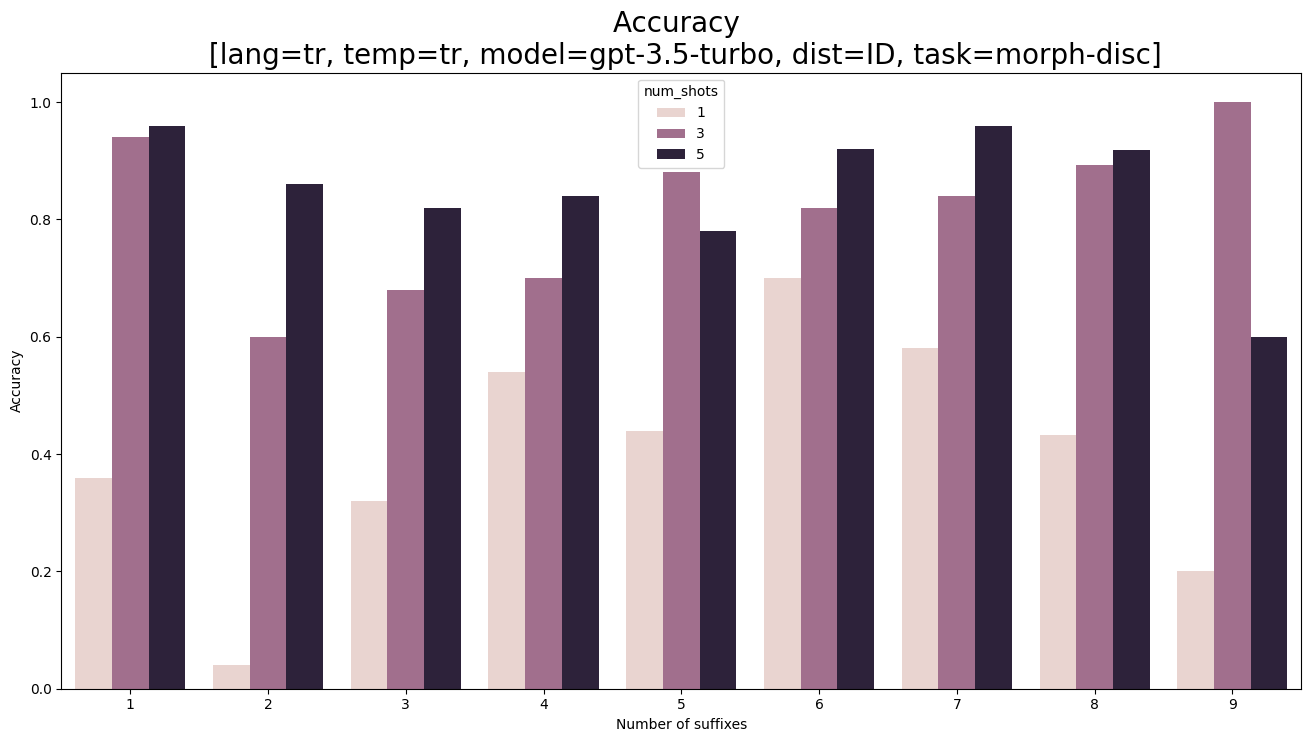 Accuracy
[lang=tr, temp=tr, model=gpt-3.5-turbo, dist=ID, task=morph-disc]
num_shots
1
3
5
1.0
0.8
0.6
0.4
0.2
0.0
Accuracy
1 2 3 4 5 6 7 8 9
Number of suffixes